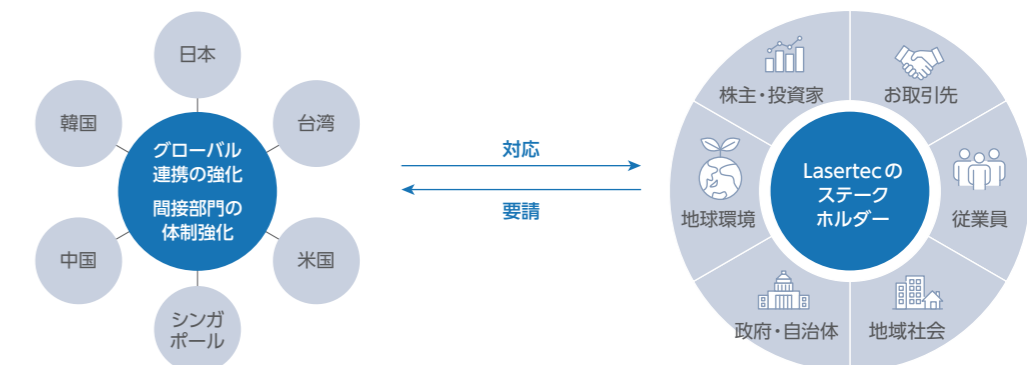 日本
韓国
台湾
グローバル
連携の強化
間接部門の
体制強化
中国
米国
シンガ
ポール
対応
要請
株主・投資家
お取引先
地球環境
Lasertecの
ステーク
ホルダー
従業員
政府・自治体
地域社会